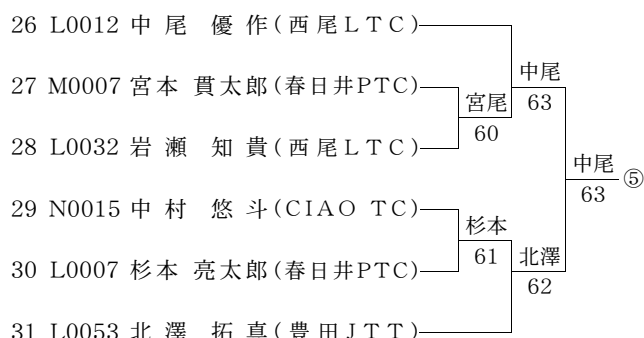 26 L0012 中尾 優作(西尾LTC)
中尾
27 M0007 宮本 貫太郎(春日井PTC)
宮尾
63
60
28 L0032 岩瀬 知貴(西尾LTC)
中尾
63
⑤
29 N0015 中村 悠斗(CIAO TC)
杉本
61
北澤
30 L0007 杉本 亮太郎(春日井PTC)
62
31 L0053 北澤 拓真(豊田JTT)